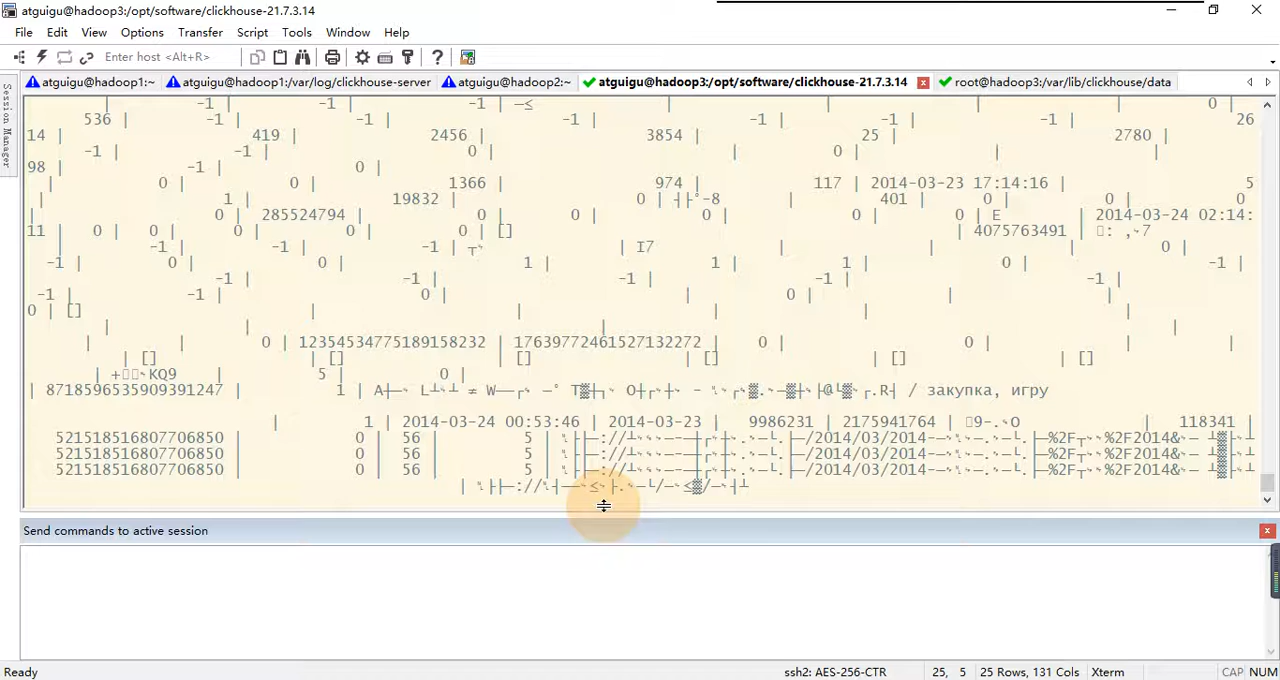 atguigu@hadoop3:/opt/software/clickhouse-21.7.3.14
File Edit View Options Transfer Script Tools Window Help
Enter host <Alt+R>
atguigu@hadoop1:~ atguigu@hadoop1:/var/log/clickhouse-server atguigu@hadoop2:~ atguigu@hadoop3:/opt/software/clickhouse-21.7.3.14 root@hadoop3:/var/lib/clickhouse/data
Session Manager
-1 | -1 | -1 | -1 | | -1 | -1 | 0 |
536 | -1 | -1 | -1 | -1 | -1 | -1 | 26
14 | 419 | 2456 | 3854 | 25 | 2780 |
-1 | -1 | 0 | | 0 | | |
98 | -1 | 0 |
| 0 | 0 | 1366 | 974 | 117 | 2014-03-23 17:14:16 | 5
| 1 | 19832 | 0 | | 401 | 0 | 0
| 0 | 285524794 | 0 | 0 | 0 | 0 | 0 | E | 2014-03-24 02:14:
11 | 0 | 0 | 0 | 0 | [] | 4075763491 |
| -1 | -1 | -1 | | I7 | | | 0 |
-1 | 0 | 0 | 1 | 1 | 1 | 0 | -1 |
-1 | -1 | -1 | -1 |
-1 | -1 | 0 | | 0 | | |
0 | [] | | | |
| | | |
| | 0 | 12354534775189158232 | 17639772461527132272 | 0 | 0 | |
| [] | [] | [] | [] | [] | []
| KQ9 5 | 0 |
| 8718596535909391247 | 1 | / закупка, игру
| 1 | 2014-03-24 00:53:46 | 2014-03-23 | 9986231 | 2175941764 | | 118341 |
521518516807706850 | 0 | 56 | 5 | /2014/03/2014 %2F %2F2014&
521518516807706850 | 0 | 56 | 5 | /2014/03/2014 %2F %2F2014&
521518516807706850 | 0 | 56 | 5 | /2014/03/2014 %2F %2F2014&
Send commands to active session
Ready ssh2: AES-256-CTR 25, 5 25 Rows, 131 Cols Xterm CAP NUM